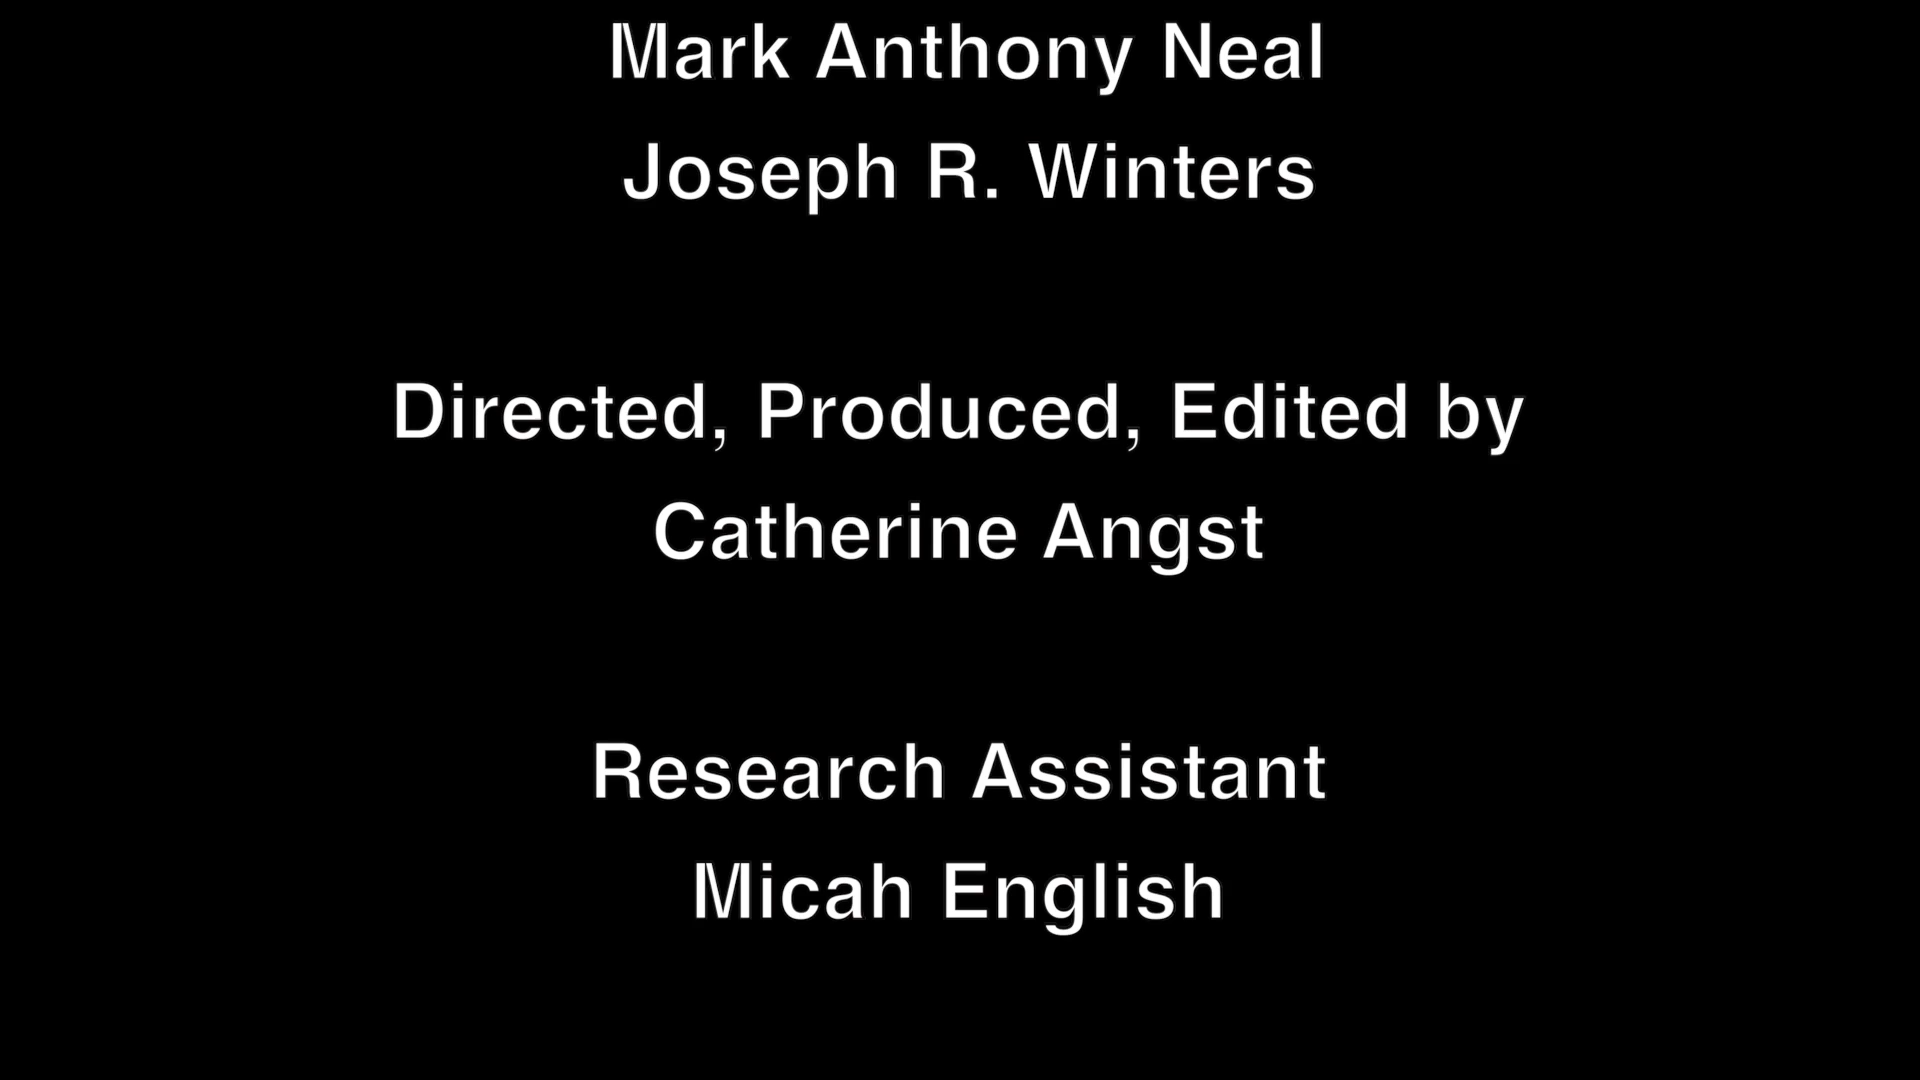 Mark Anthony Neal
Joseph R. Winters
Directed, Produced, Edited by
Catherine Angst
Research Assistant
Micah English